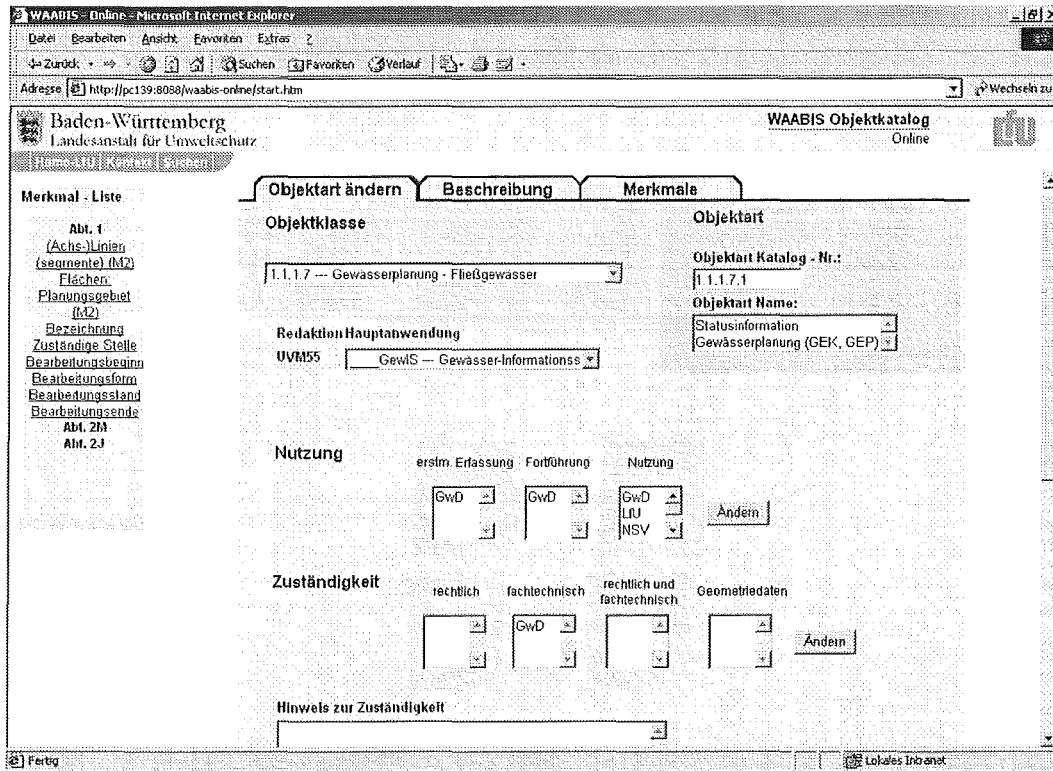 WAABIS - Online - Microsoft Internet Explorer
Datei Bearbeiten Ansicht Favoriten Extras ?
Zurück Suchen Favoriten Verlauf
Adresse http://pc139:8088/waabis-online/start.htm Wechseln zu
Baden-Württemberg
Landesanstalt für Umweltschutz
WAABIS Objektkatalog
Online
Home LfU Kontakt Suchen
Merkmal - Liste
Abt. 1
(Achs-)Linien
(segmente) (M2)
Flächen:
Planungsgebiet
(M2)
Bezeichnung
Zuständige Stelle
Bearbeitungsbeginn
Bearbeitungsform
Bearbeitungsstand
Bearbeitungsende
Abt. 2M
Abt. 2J
Objektart ändern Beschreibung Merkmale
Objektklasse
1.1.1.7 --- Gewässerplanung - Fließgewässer
Redaktion Hauptanwendung
UVM55 ____GewIS --- Gewässer-Informationss
Objektart
Objektart Katalog - Nr.:
1.1.1.7.1
Objektart Name:
Statusinformation
Gewässerplanung (GEK, GEP)
Nutzung
erstm. Erfassung Fortführung Nutzung
GwD GwD GwD
LfU
NSV
Ändern
Zuständigkeit
rechtlich fachtechnisch rechtlich und
fachtechnisch Geometriedaten
GwD
Ändern
Hinweis zur Zuständigkeit
Fertig Lokales Intranet